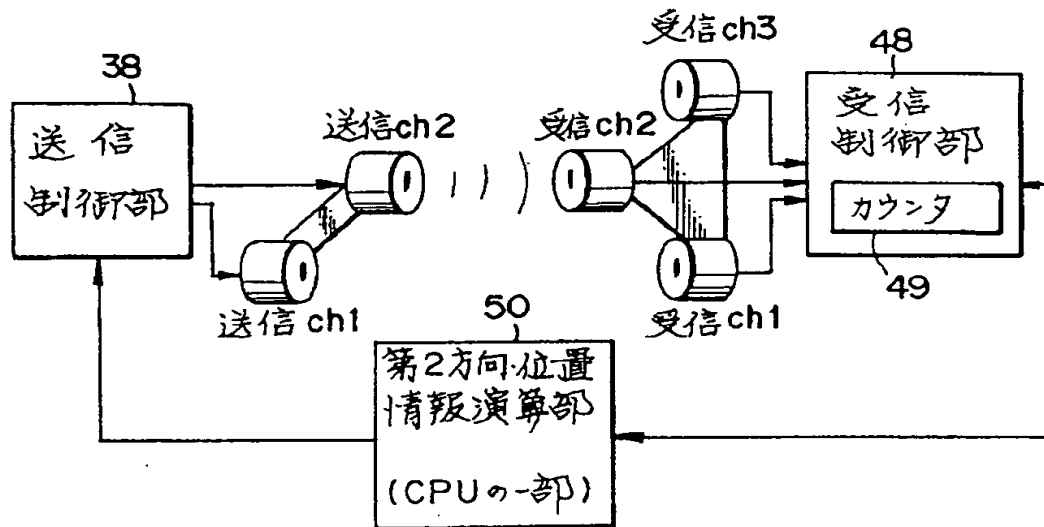 38
送信
制御部
送信ch2
送信ch1
受信ch3
受信ch2
受信ch1
48
受信
制御部
カウンタ
49
50
第2方向・位置
情報演算部
(CPUの一部)